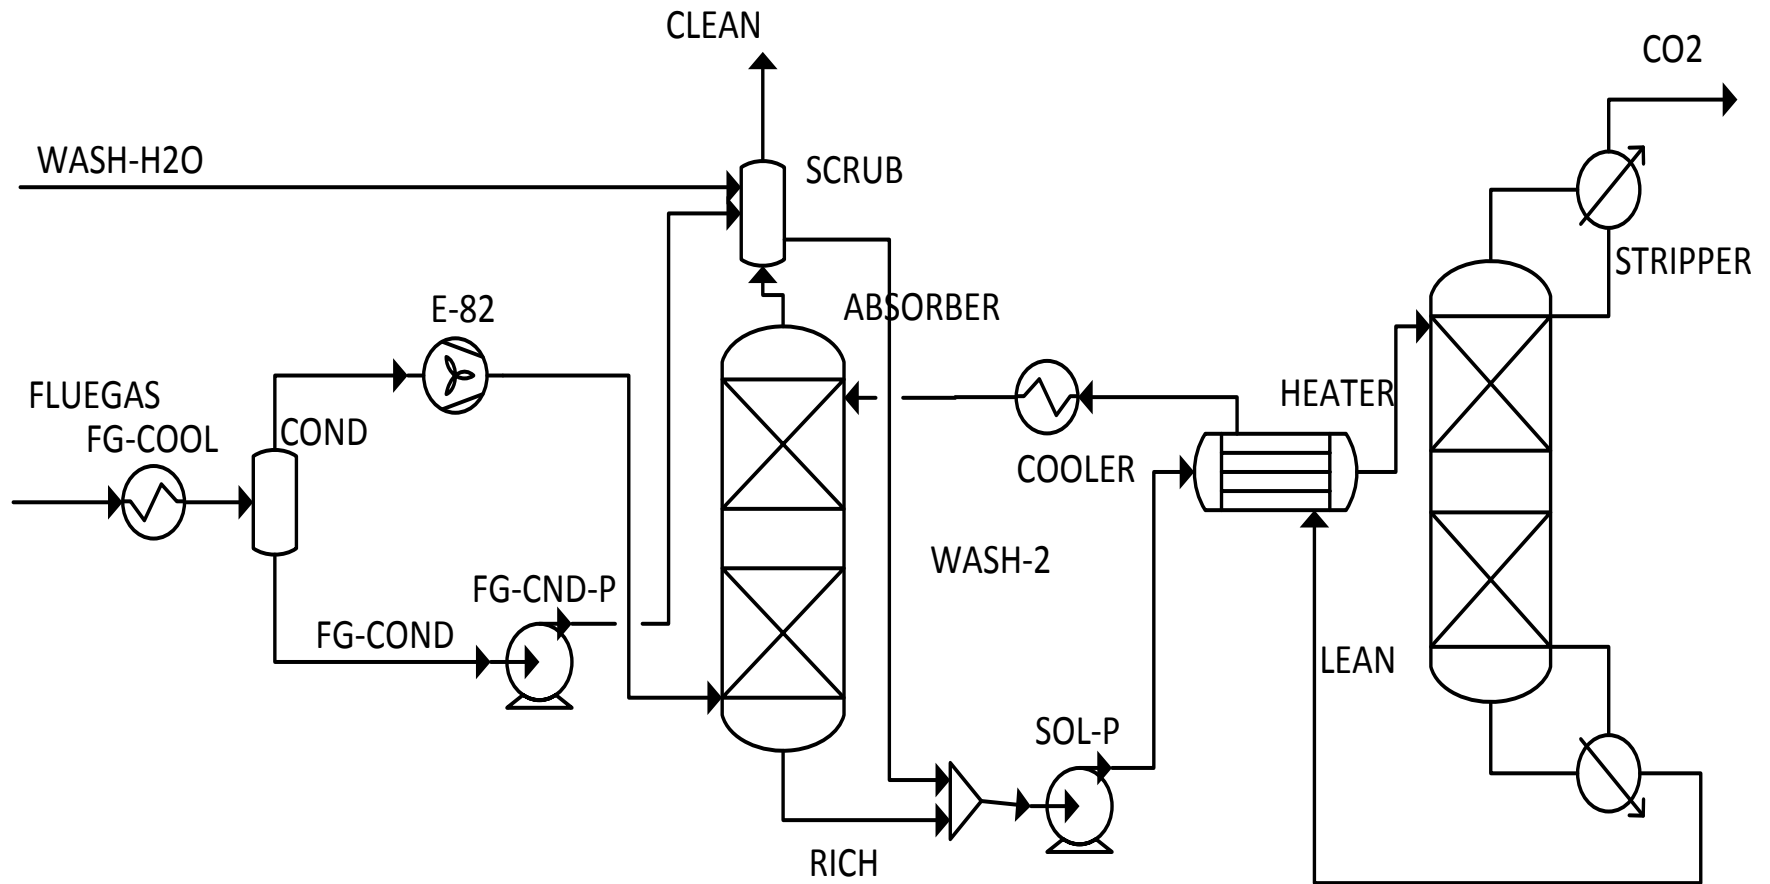 CLEAN
CO2
WASH-H2O
SCRUB
STRIPPER
E-82
ABSORBER
FLUEGAS
HEATER
FG-COOL
COND
COOLER
WASH-2
FG-CND-P
FG-COND
LEAN
SOL-P
RICH